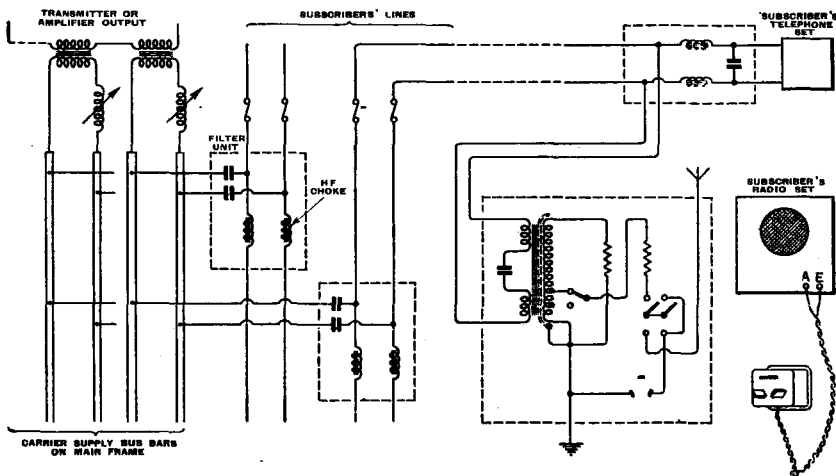 TRANSMITTER OR
AMPLIFIER OUTPUT
SUBSCRIBERS' LINES
SUBSCRIBER'S
TELEPHONE
SET
FILTER
UNIT
HF
CHOKE
SUBSCRIBER'S
RADIO SET
A E
CARRIER SUPPLY BUS BARS
ON MAIN FRAME